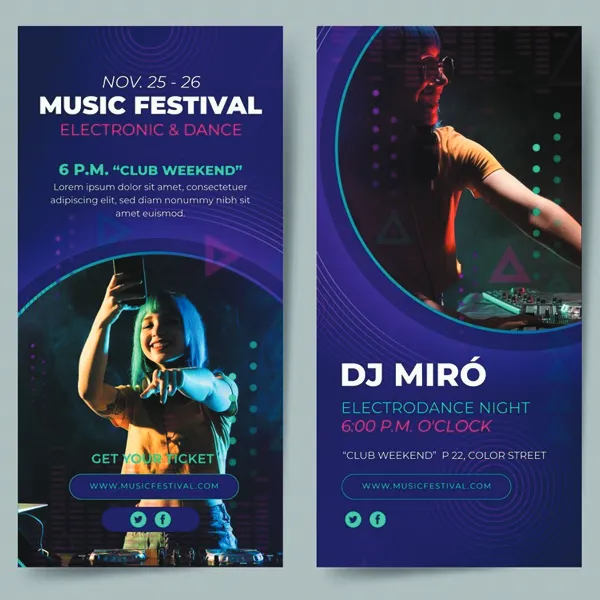 NOV. 25 - 26
MUSIC FESTIVAL
ELECTRONIC & DANCE
6 P.M. “CLUB WEEKEND”
Lorem ipsum dolor sit amet, consectetuer
adipiscing elit, sed diam nonummy nibh sit
amet euismod.
GET YOUR TICKET
WWW.MUSICFESTIVAL.COM
DJ MIRÓ
ELECTRODANCE NIGHT
6:00 P.M. O'CLOCK
“CLUB WEEKEND” P 22, COLOR STREET
WWW.MUSICFESTIVAL.COM